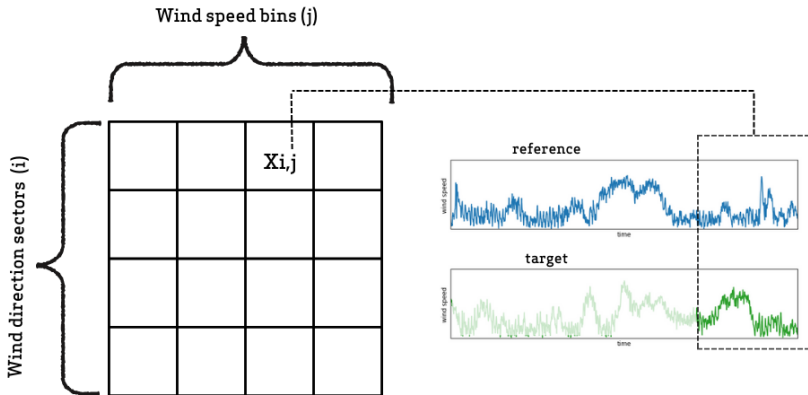 Wind speed bins (j)
Wind direction sectors (i)
Xi,j
reference
wind speed
time
target
wind speed
time